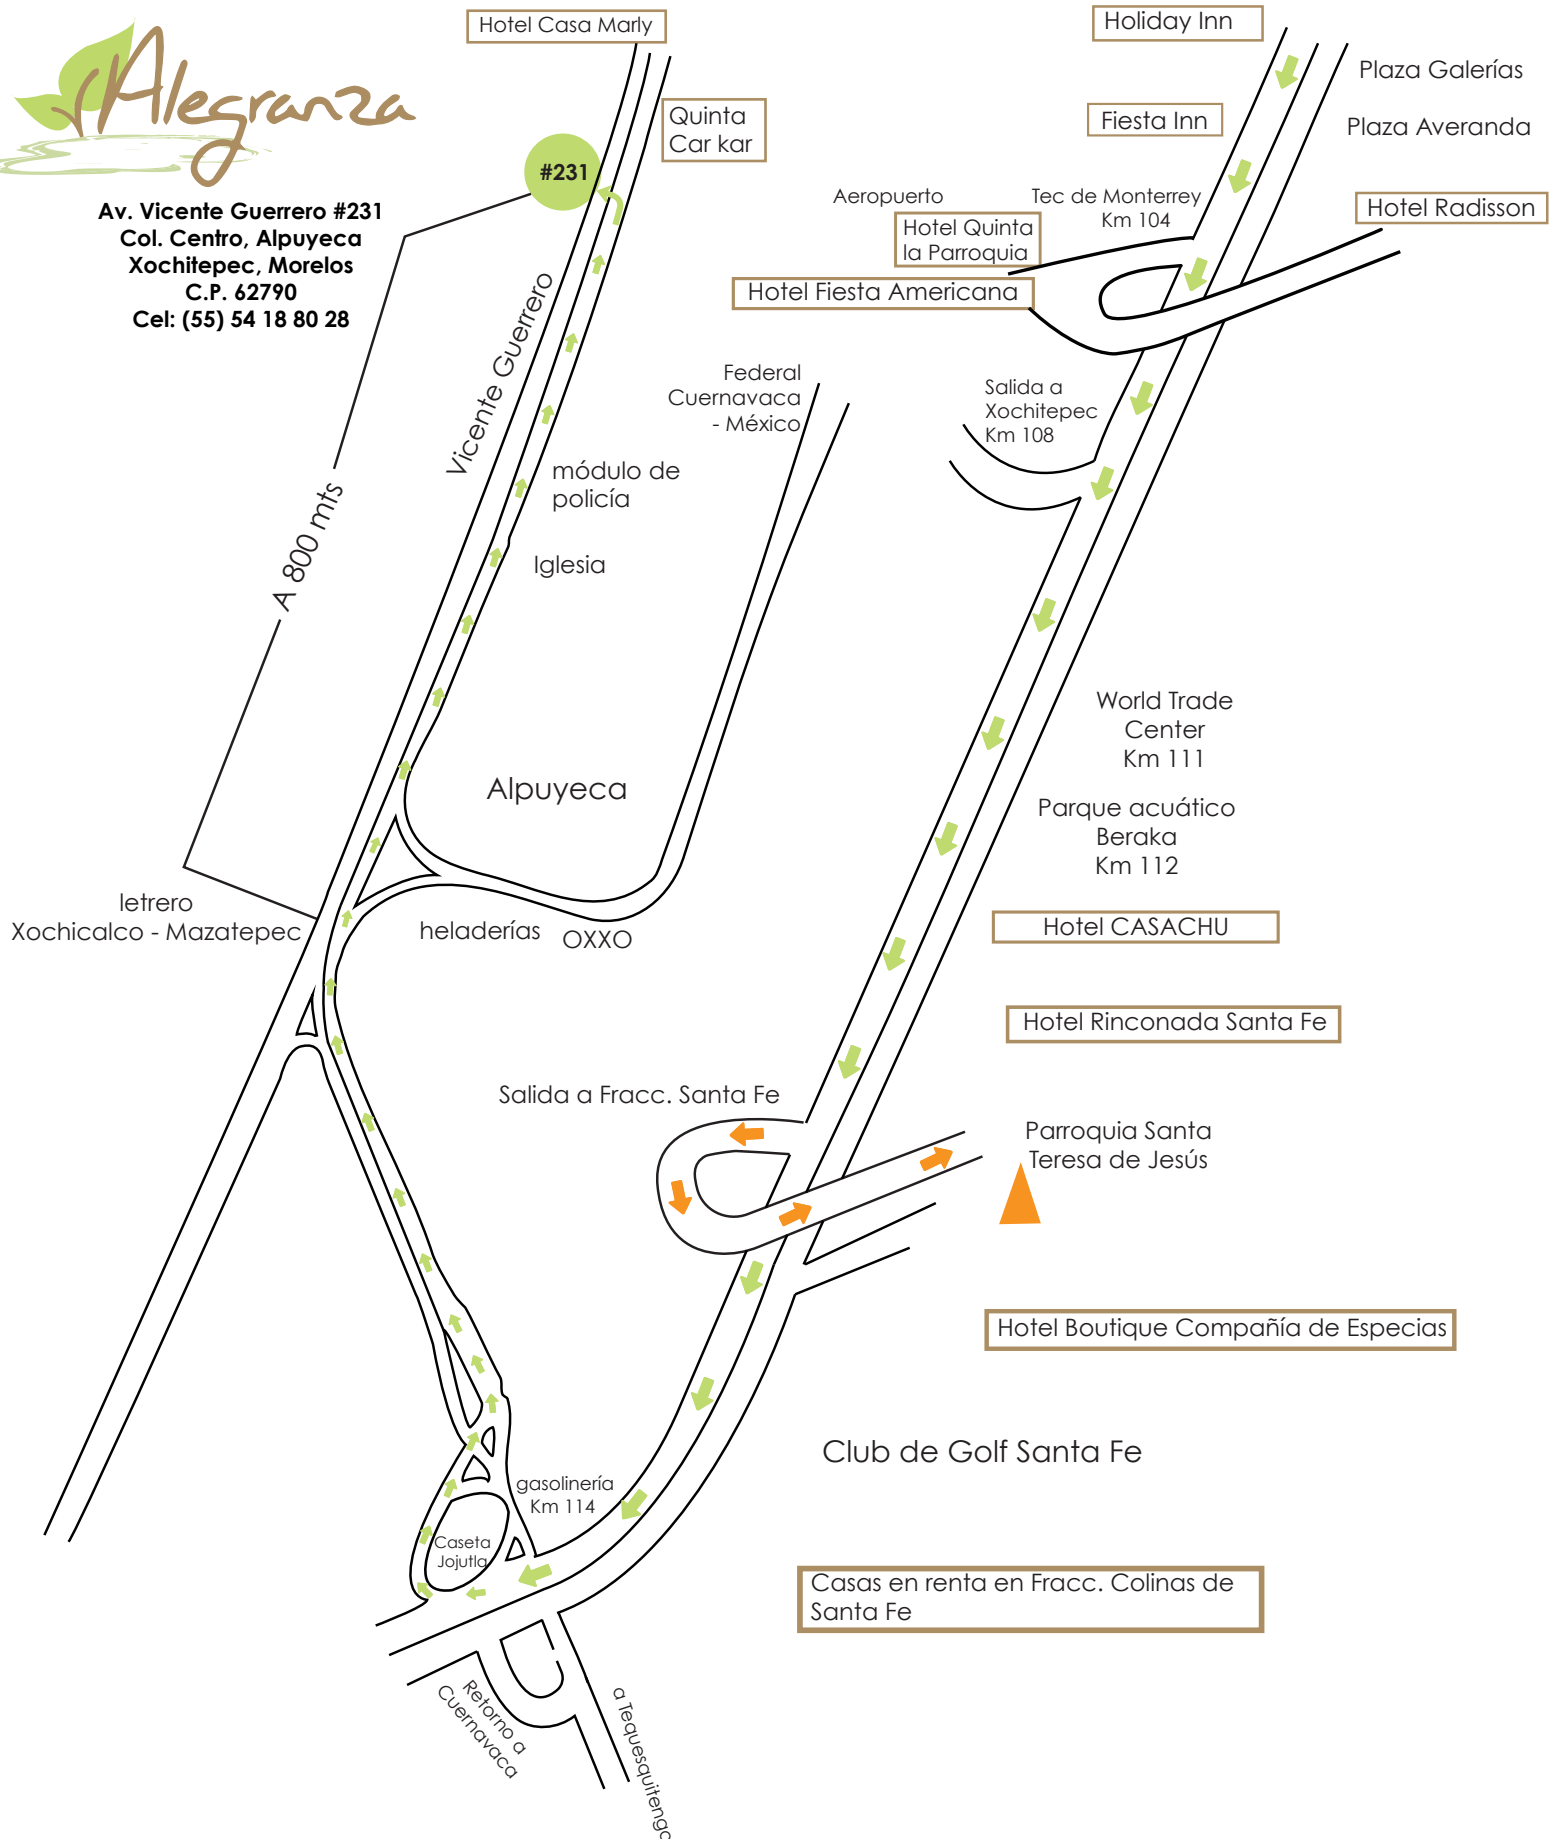 Alegranza
Av. Vicente Guerrero #231
Col. Centro, Alpuyeca
Xochitepec, Morelos
C.P. 62790
Cel: (55) 54 18 80 28
Hotel Casa Marly
Quinta
Car kar
#231
Vicente Guerrero
A 800 mts
módulo de
policía
Iglesia
Alpuyeca
letrero
Xochicalco - Mazatepec
heladerías
OXXO
Federal
Cuernavaca
- México
Holiday Inn
Plaza Galerías
Fiesta Inn
Plaza Averanda
Aeropuerto
Tec de Monterrey
Km 104
Hotel Radisson
Hotel Quinta
la Parroquia
Hotel Fiesta Americana
Salida a
Xochitepec
Km 108
World Trade
Center
Km 111
Parque acuático
Beraka
Km 112
Hotel CASACHU
Hotel Rinconada Santa Fe
Salida a Fracc. Santa Fe
Parroquia Santa
Teresa de Jesús
Hotel Boutique Compañía de Especias
Club de Golf Santa Fe
gasolinería
Km 114
Caseta
Jojutla
Casas en renta en Fracc. Colinas de
Santa Fe
Retorno a
Cuernavaca
a Tequesquitengo